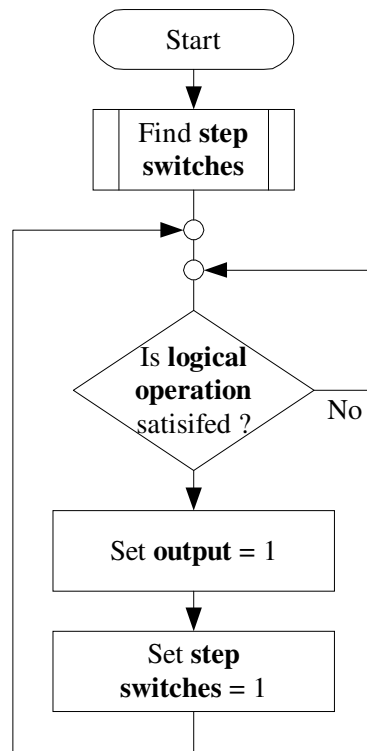 Start
Find step
switches
Is logical
operation
satisifed ?
No
Set output = 1
Set step
switches = 1